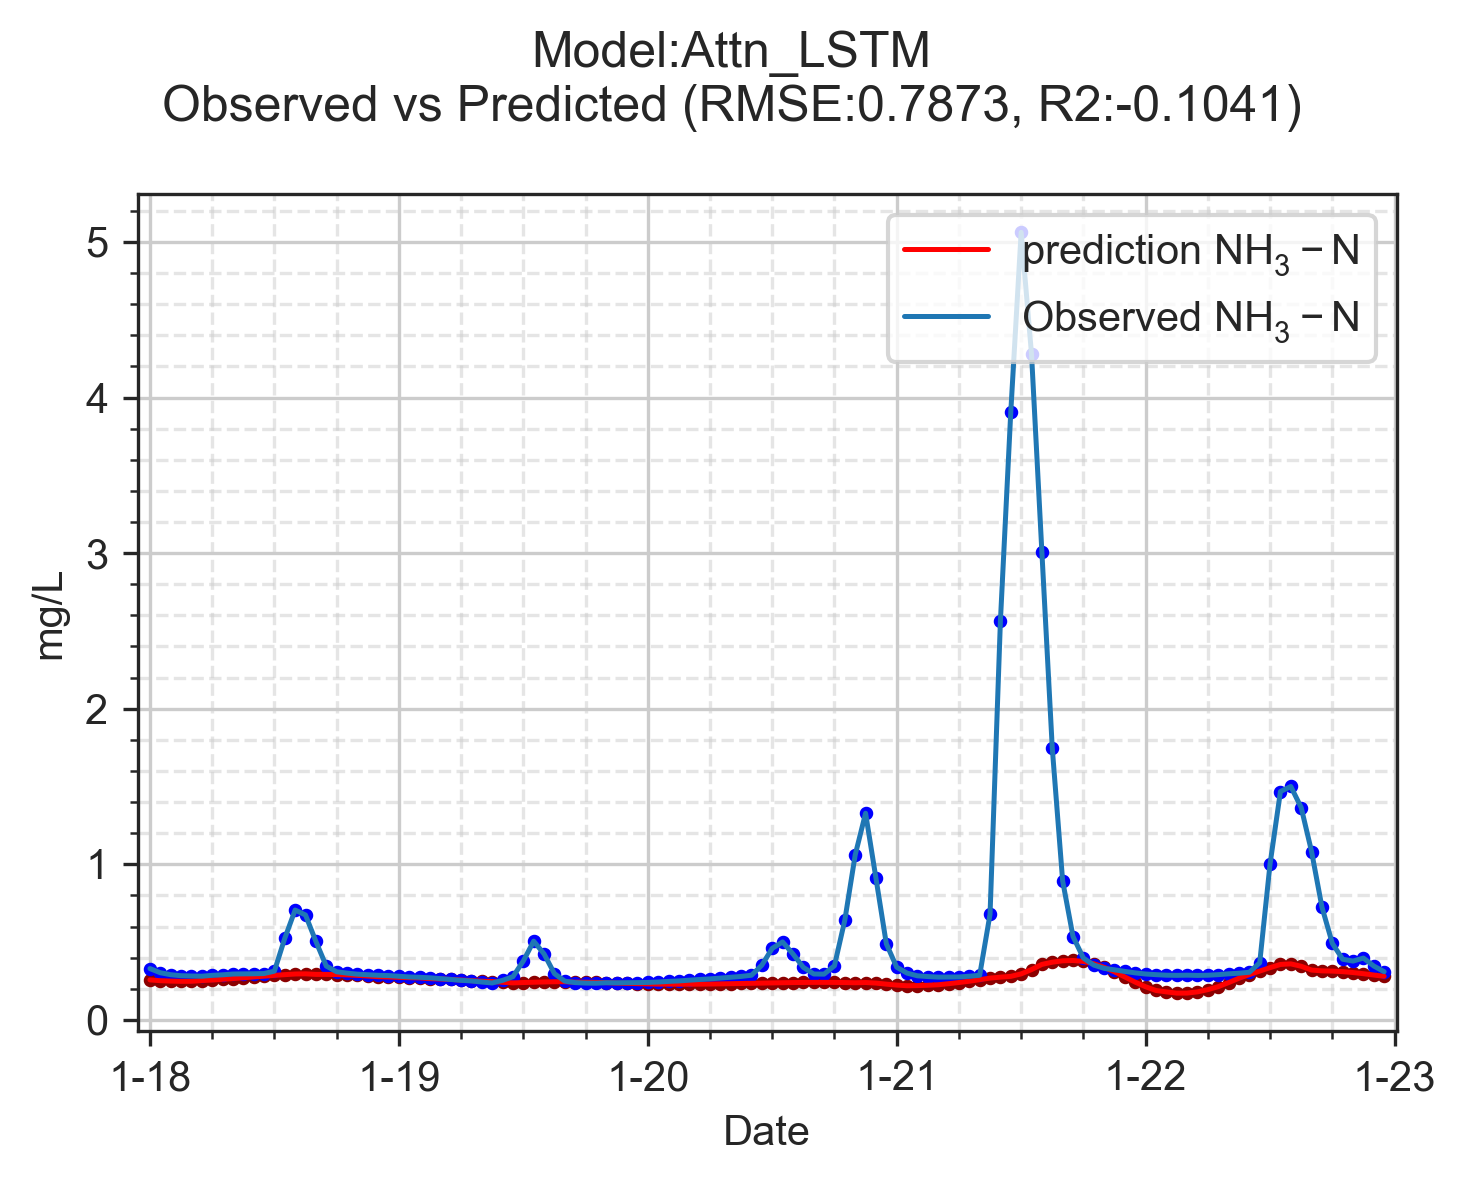 Model:Attn_LSTM
Observed vs Predicted (RMSE:0.7873, R2:-0.1041)
prediction NH₃ − N
Observed NH₃ − N
5
4
3
2
1
0
mg/L
1-18 1-19 1-20 1-21 1-22 1-23
Date